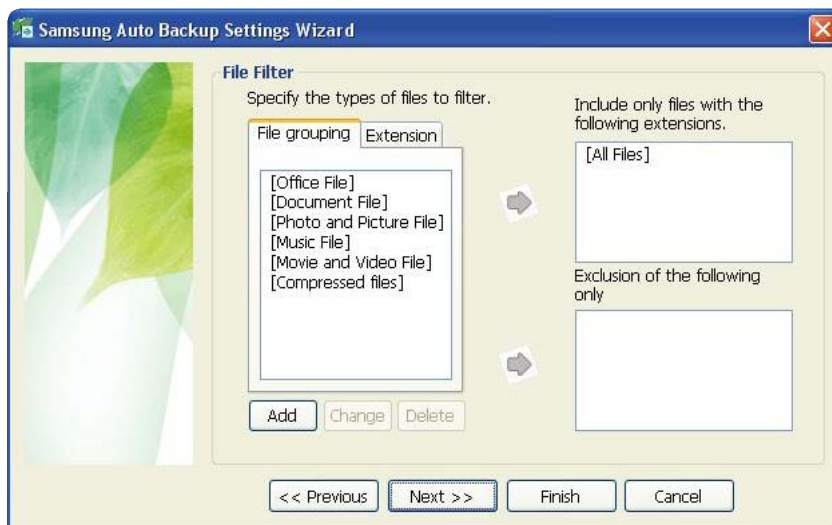 Samsung Auto Backup Settings Wizard
File Filter
Specify the types of files to filter.
File grouping
Extension
[Office File]
[Document File]
[Photo and Picture File]
[Music File]
[Movie and Video File]
[Compressed files]
Add
Change
Delete
Include only files with the
following extensions.
[All Files]
Exclusion of the following
only
<< Previous
Next >>
Finish
Cancel